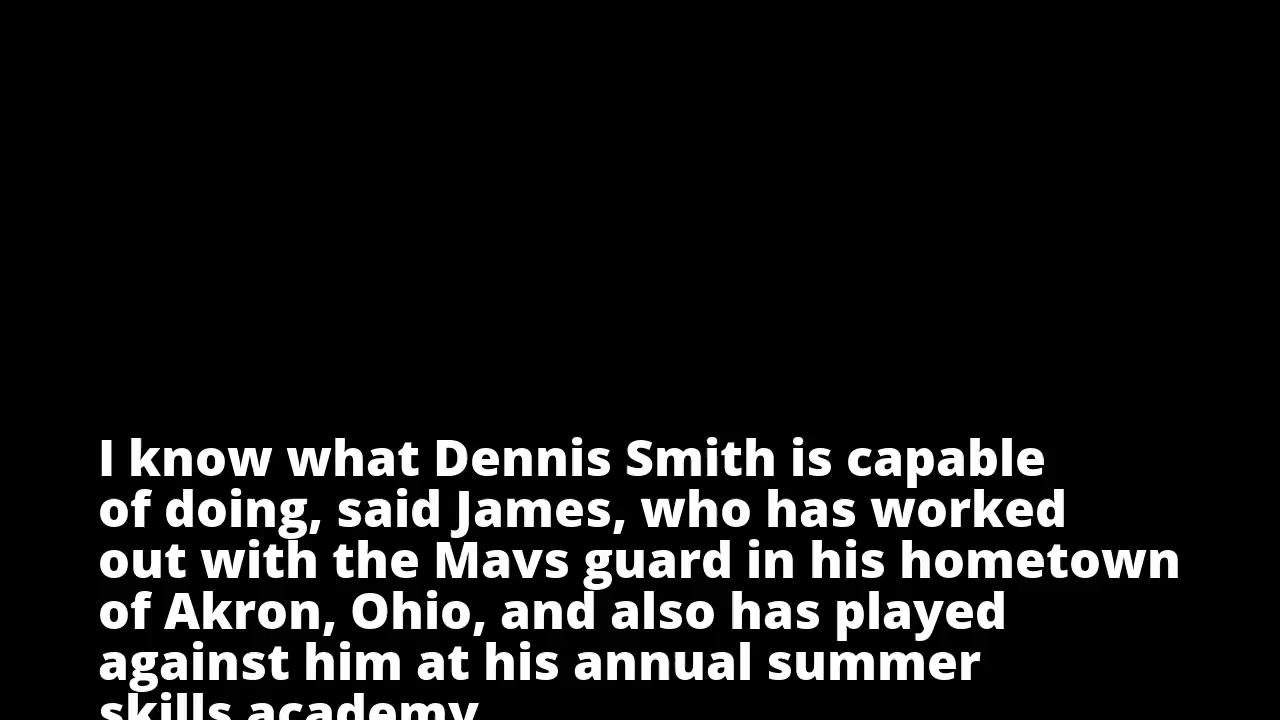 I know what Dennis Smith is capable
of doing, said James, who has worked
out with the Mavs guard in his hometown
of Akron, Ohio, and also has played
against him at his annual summer
skills academy